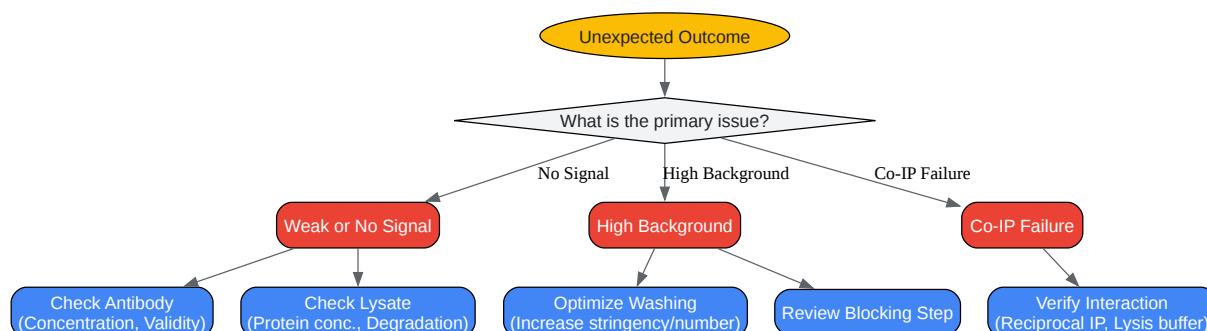 Unexpected Outcome
What is the primary issue?
No Signal
High Background
Co-IP Failure
Weak or No Signal
High Background
Co-IP Failure
Check Antibody
(Concentration, Validity)
Check Lysate
(Protein conc., Degradation)
Optimize Washing
(Increase stringency/number)
Review Blocking Step
Verify Interaction
(Reciprocal IP, Lysis buffer)